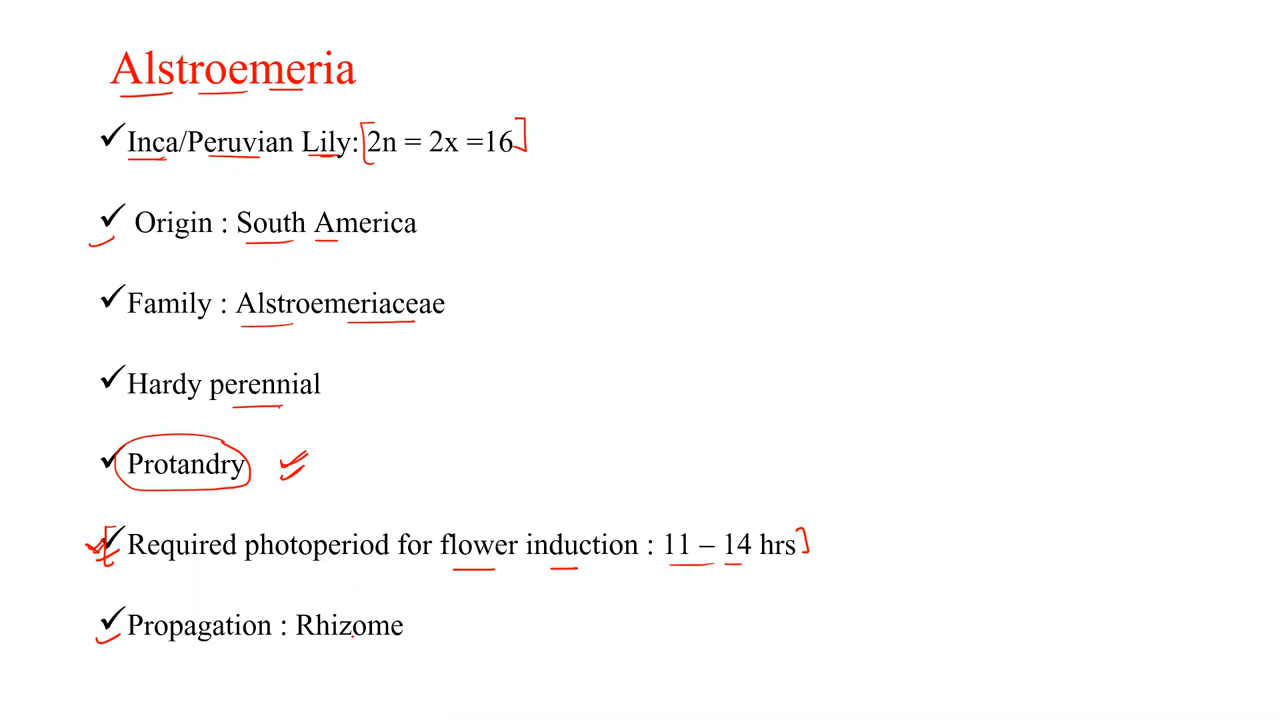 Alstroemeria
Inca/Peruvian Lily: 2n = 2x =16
Origin : South America
Family : Alstroemeriaceae
Hardy perennial
Protandry
Required photoperiod for flower induction : 11 – 14 hrs
Propagation : Rhizome